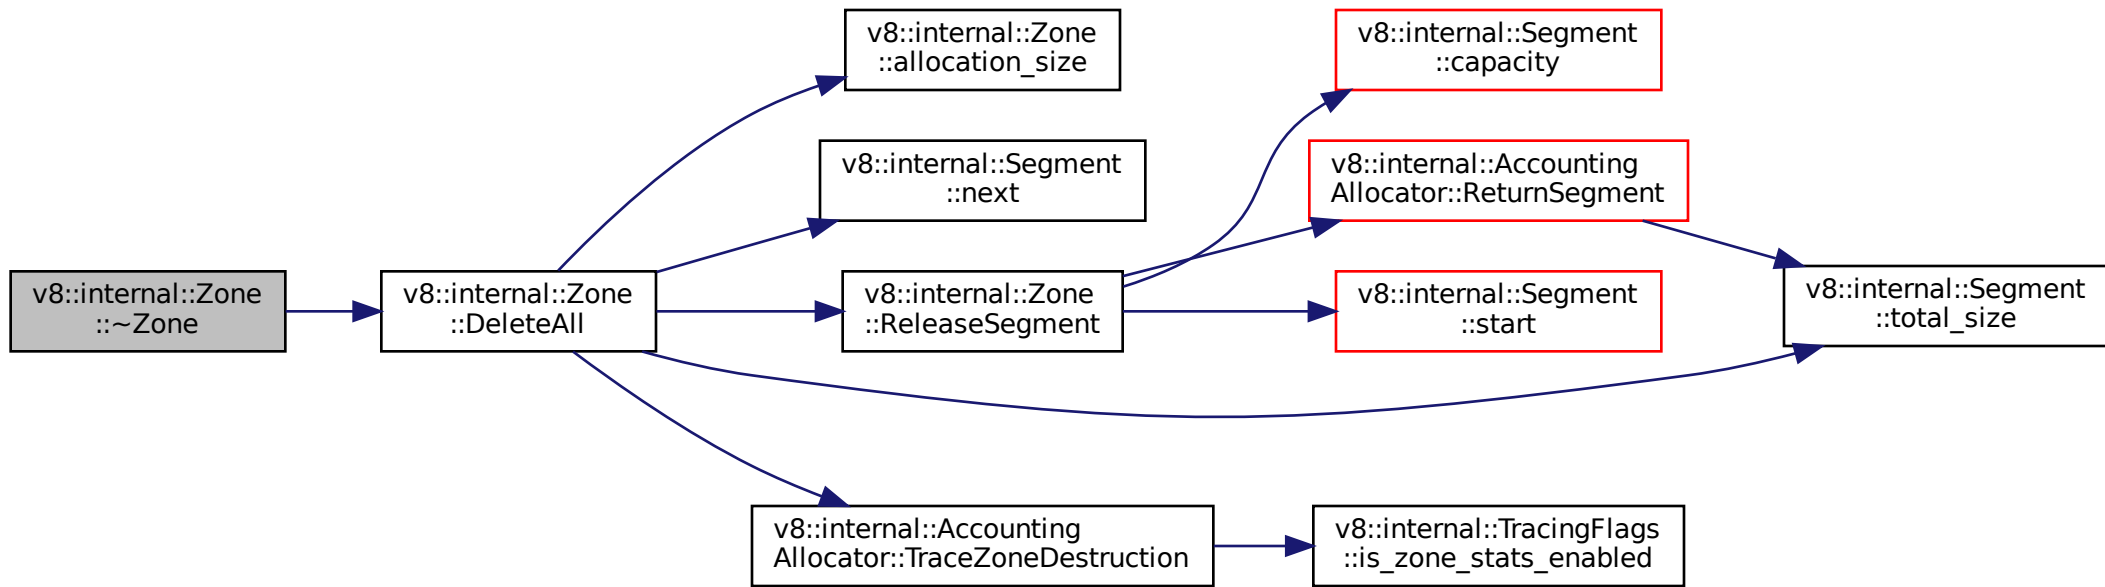 v8::internal::Zone
::~Zone
v8::internal::Zone
::DeleteAll
v8::internal::Zone
::allocation_size
v8::internal::Segment
::next
v8::internal::Zone
::ReleaseSegment
v8::internal::Accounting
Allocator::TraceZoneDestruction
v8::internal::Segment
::capacity
v8::internal::Accounting
Allocator::ReturnSegment
v8::internal::Segment
::start
v8::internal::TracingFlags
::is_zone_stats_enabled
v8::internal::Segment
::total_size